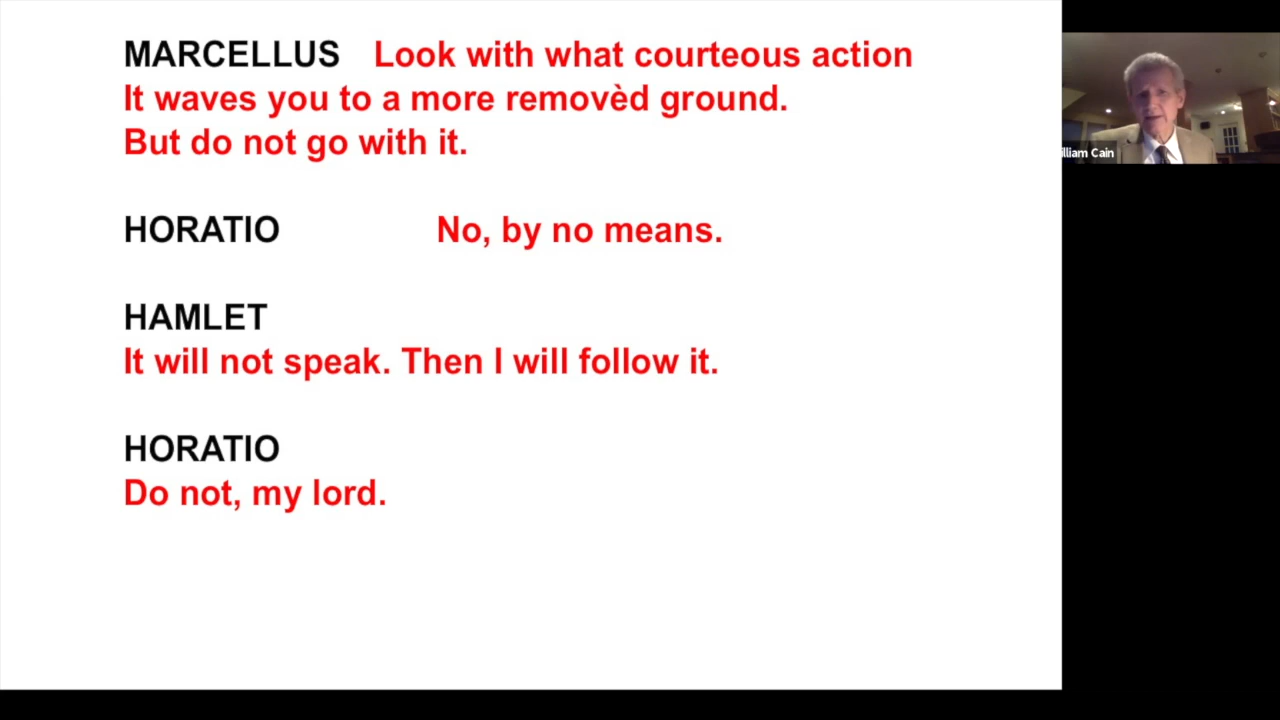 MARCELLUS Look with what courteous action
It waves you to a more removèd ground.
But do not go with it.
HORATIO No, by no means.
HAMLET
It will not speak. Then I will follow it.
HORATIO
Do not, my lord.
illiam Cain